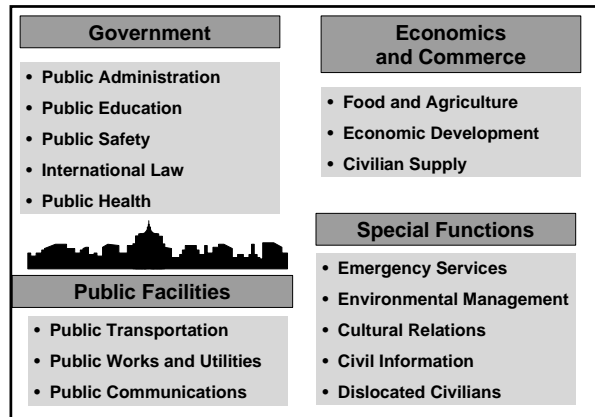 Government
• Public Administration
• Public Education
• Public Safety
• International Law
• Public Health
Economics
and Commerce
• Food and Agriculture
• Economic Development
• Civilian Supply
Public Facilities
• Public Transportation
• Public Works and Utilities
• Public Communications
Special Functions
• Emergency Services
• Environmental Management
• Cultural Relations
• Civil Information
• Dislocated Civilians